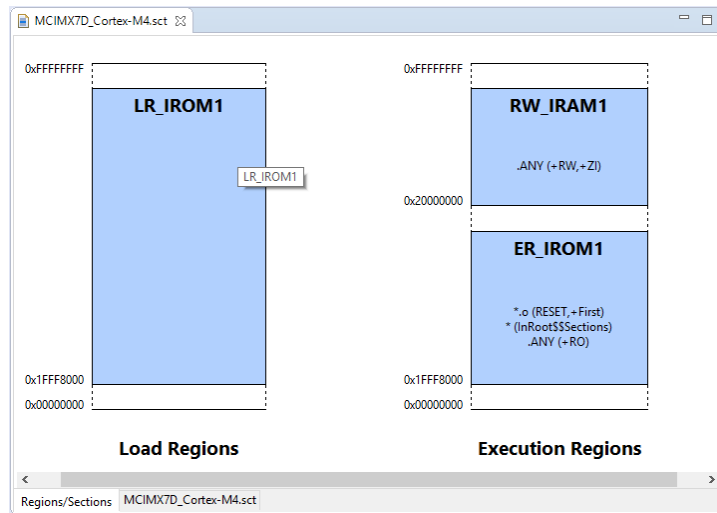 MCIMX7D_Cortex-M4.sct
0xFFFFFFFF
LR_IROM1
LR_IROM1
0x1FFF8000
0x00000000
Load Regions
0xFFFFFFFF
RW_IRAM1
.ANY (+RW,+ZI)
0x20000000
ER_IROM1
*.o (RESET,+First)
* (InRoot$$Sections)
.ANY (+RO)
0x1FFF8000
0x00000000
Execution Regions
Regions/Sections
MCIMX7D_Cortex-M4.sct